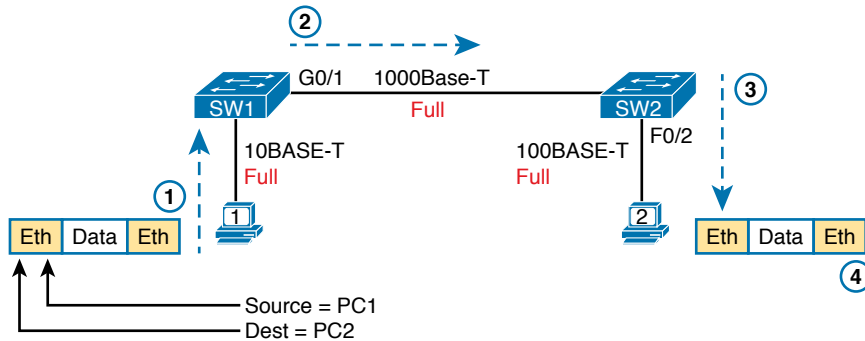 2
G0/1 1000Base-T
SW1
Full
SW2
3
F0/2
10BASE-T
Full
100BASE-T
Full
1
1
2
Eth Data Eth
Eth Data Eth
4
Source = PC1
Dest = PC2